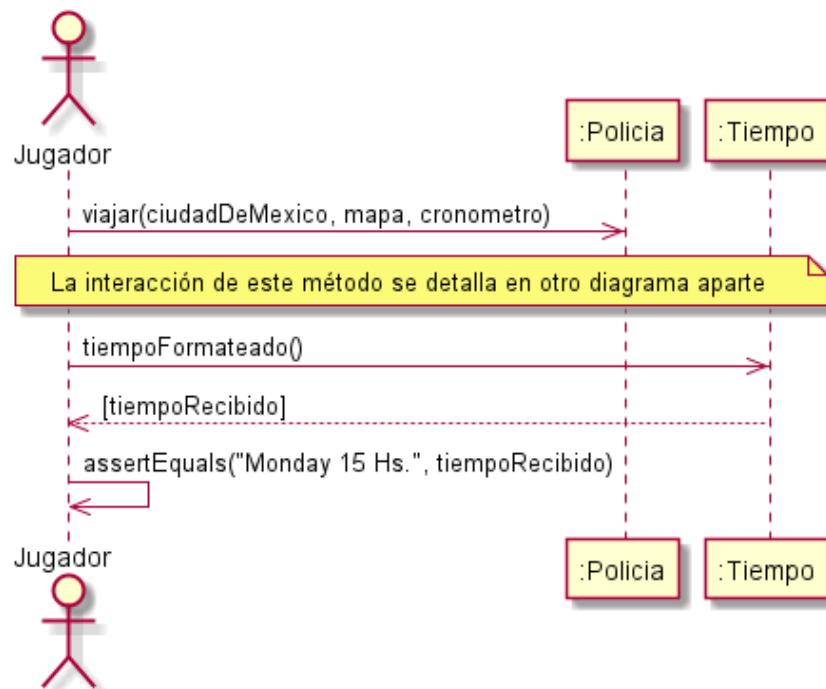 Jugador
:Policia
:Tiempo
viajar(ciudadDeMexico, mapa, cronometro)
La interacción de este método se detalla en otro diagrama aparte
tiempoFormateado()
[tiempoRecibido]
assertEquals("Monday 15 Hs.", tiempoRecibido)
Jugador
:Policia
:Tiempo